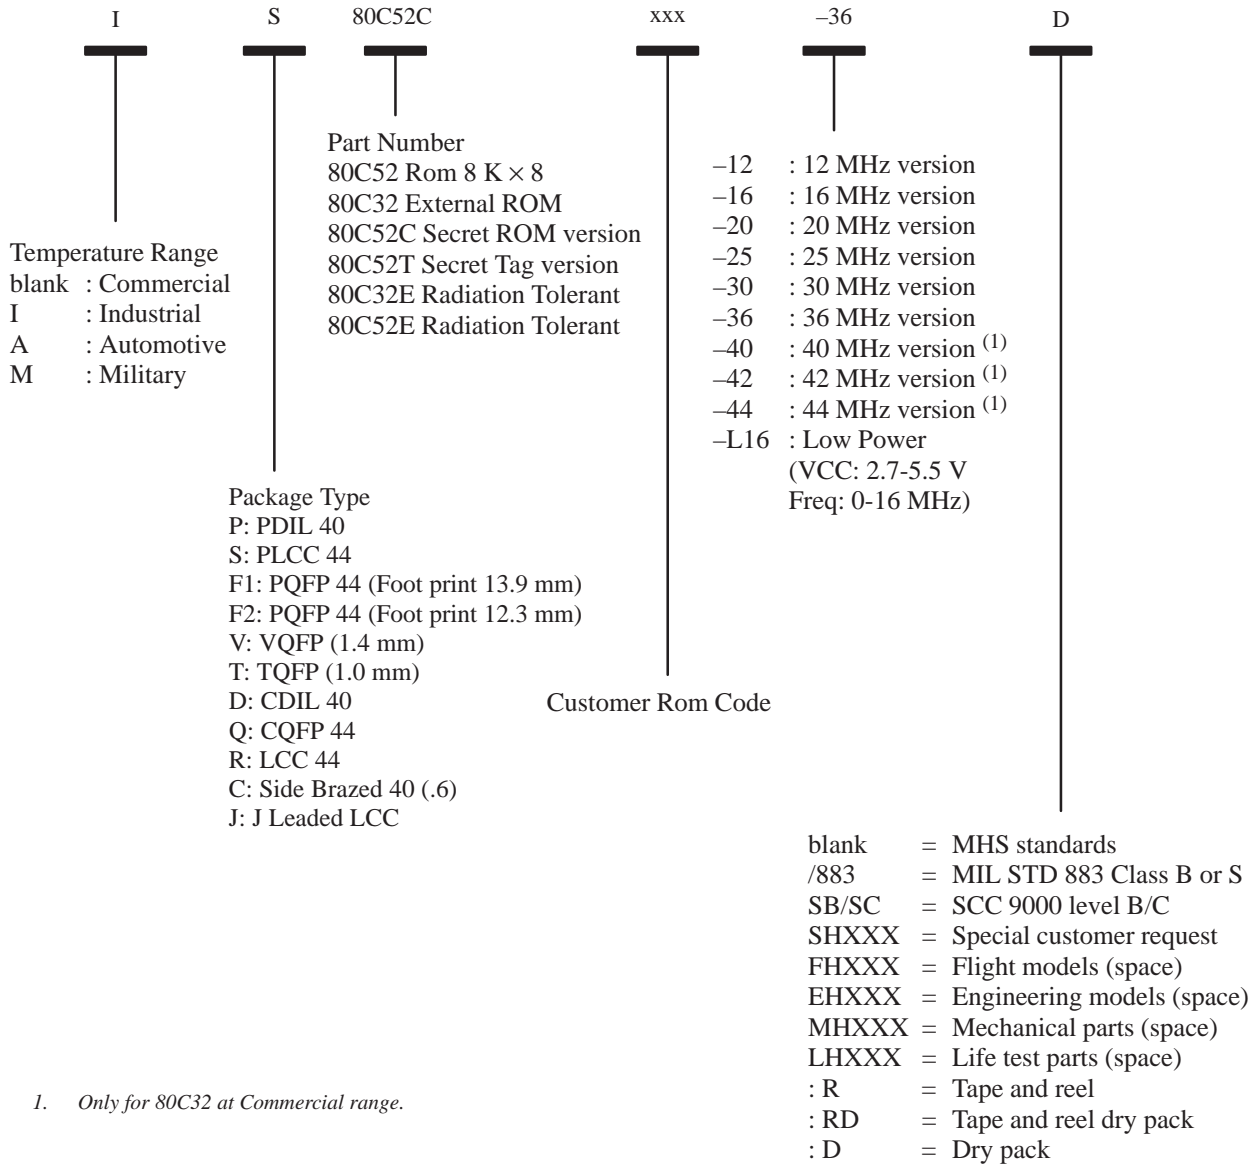 I S 80C52C xxx –36 D
Temperature Range
blank : Commercial
I : Industrial
A : Automotive
M : Military
Package Type
P: PDIL 40
S: PLCC 44
F1: PQFP 44 (Foot print 13.9 mm)
F2: PQFP 44 (Foot print 12.3 mm)
V: VQFP (1.4 mm)
T: TQFP (1.0 mm)
D: CDIL 40
Q: CQFP 44
R: LCC 44
C: Side Brazed 40 (.6)
J: J Leaded LCC
Part Number
80C52 Rom 8 K × 8
80C32 External ROM
80C52C Secret ROM version
80C52T Secret Tag version
80C32E Radiation Tolerant
80C52E Radiation Tolerant
Customer Rom Code
–12 : 12 MHz version
–16 : 16 MHz version
–20 : 20 MHz version
–25 : 25 MHz version
–30 : 30 MHz version
–36 : 36 MHz version
–40 : 40 MHz version (1)
–42 : 42 MHz version (1)
–44 : 44 MHz version (1)
–L16 : Low Power
(VCC: 2.7-5.5 V
Freq: 0-16 MHz)
blank = MHS standards
/883 = MIL STD 883 Class B or S
SB/SC = SCC 9000 level B/C
SHXXX = Special customer request
FHXXX = Flight models (space)
EHXXX = Engineering models (space)
MHXXX = Mechanical parts (space)
LHXXX = Life test parts (space)
: R = Tape and reel
: RD = Tape and reel dry pack
: D = Dry pack
1. Only for 80C32 at Commercial range.